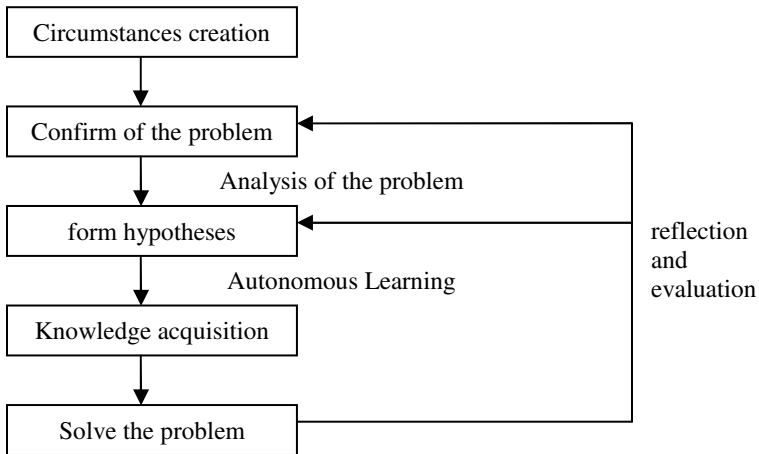 Circumstances creation
Confirm of the problem
Analysis of the problem
form hypotheses
Autonomous Learning
Knowledge acquisition
Solve the problem
reflection
and
evaluation